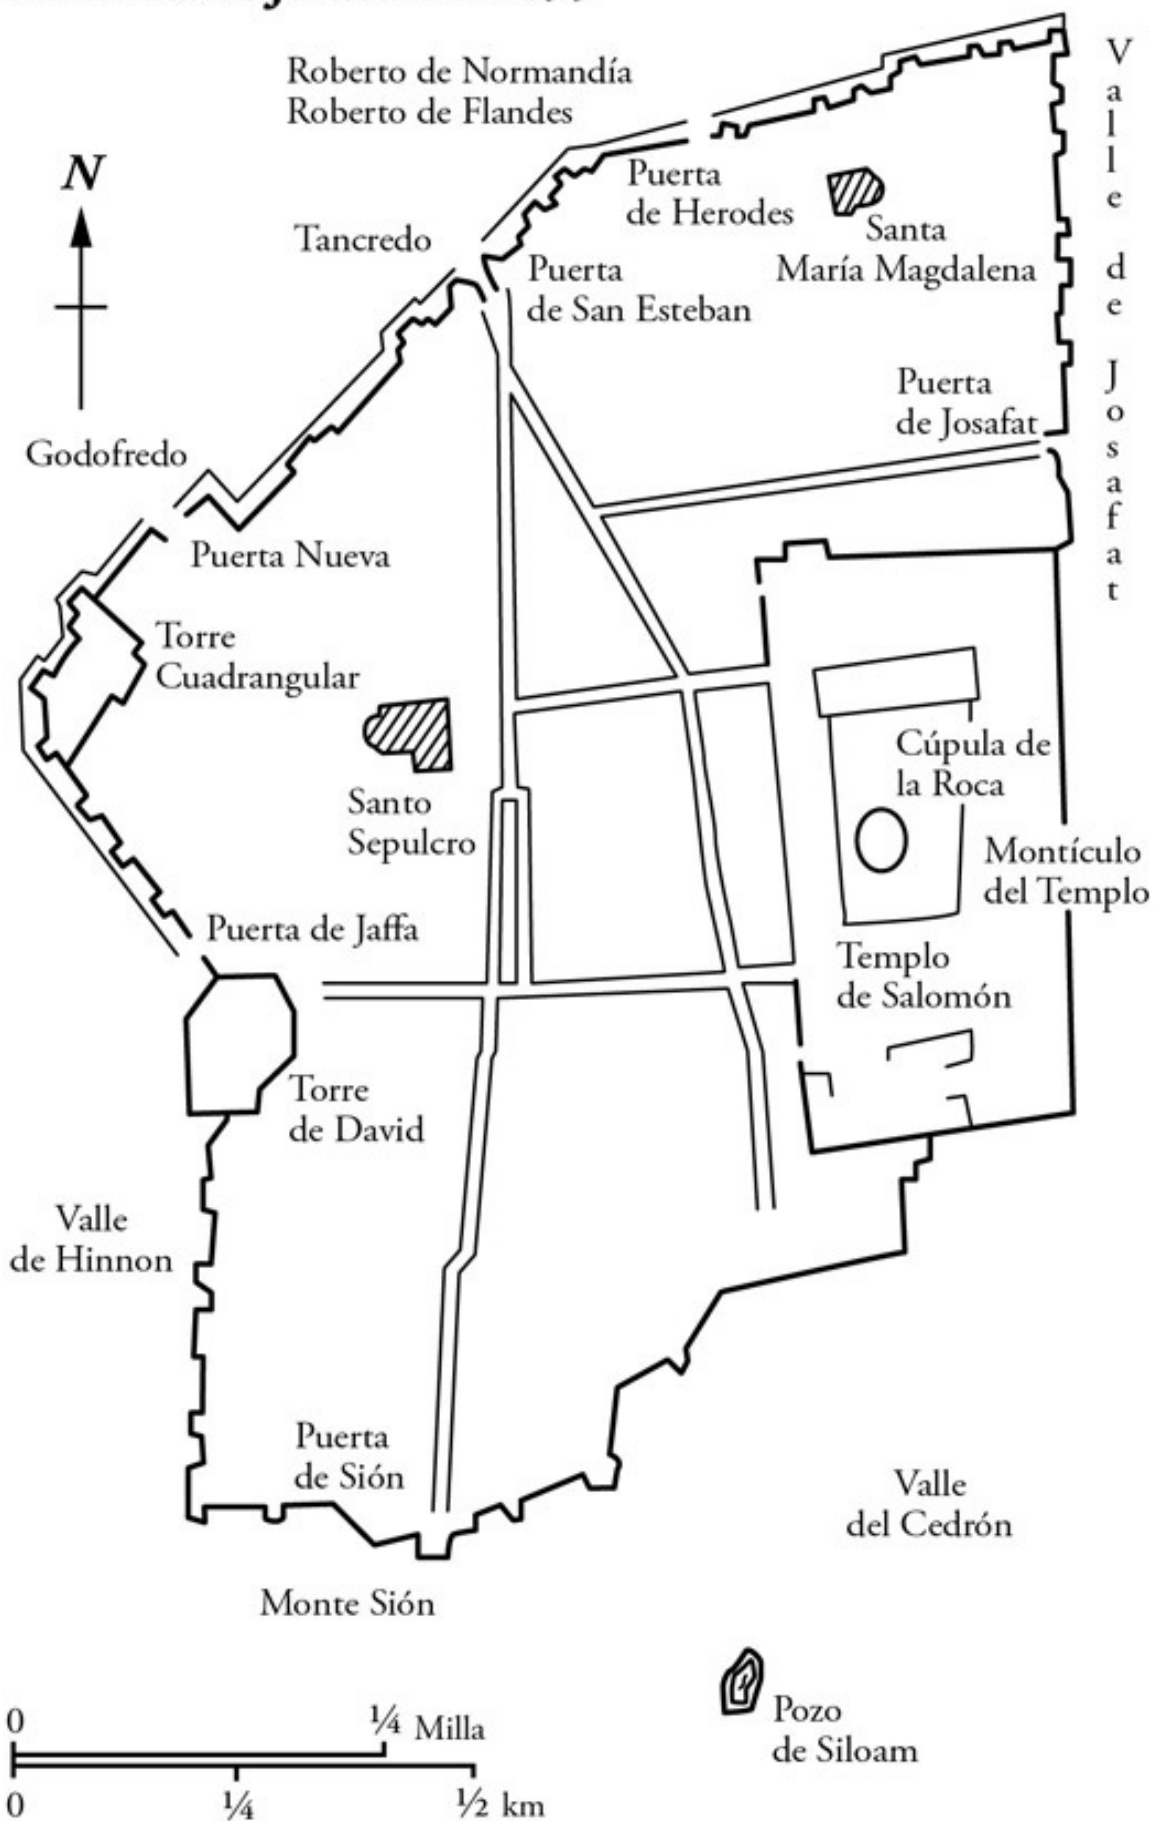 Roberto de Normandía
Roberto de Flandes
N
Tancredo
Godofredo
Puerta
de Herodes
Santa
María Magdalena
Puerta
de San Esteban
Puerta
de Josafat
Valle de Josafat
Puerta Nueva
Torre
Cuadrangular
Santo
Sepulcro
Cúpula de
la Roca
Montículo
del Templo
Puerta de Jaffa
Templo
de Salomón
Torre
de David
Valle
de Hinnon
Puerta
de Sión
Valle
del Cedrón
Monte Sión
Pozo
de Siloam
0 ¼ Milla
0 ¼ ½ km